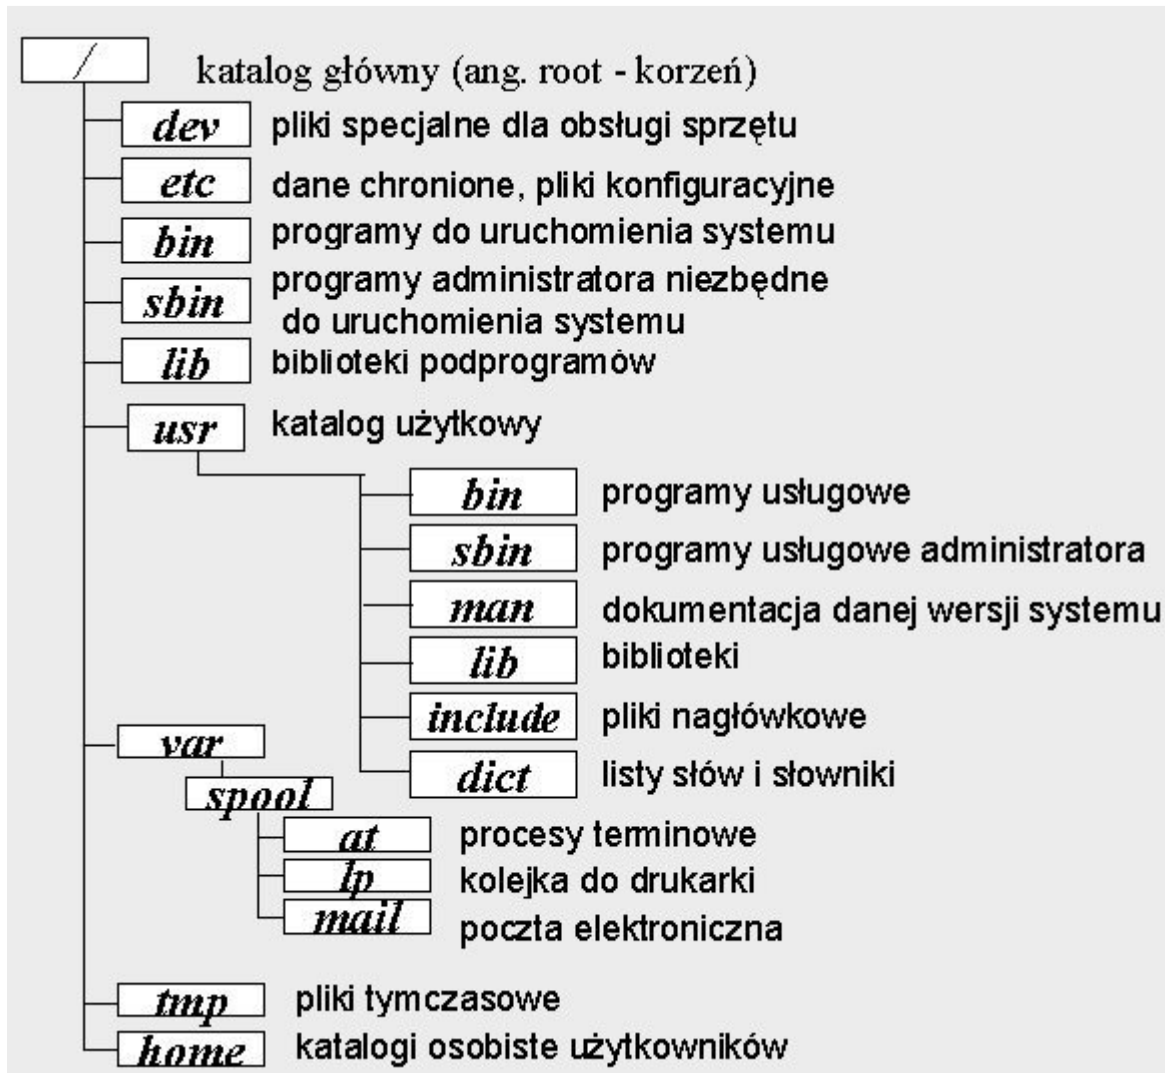 / katalog główny (ang. root - korzeń)
dev pliki specjalne dla obsługi sprzętu
etc dane chronione, pliki konfiguracyjne
bin programy do uruchomienia systemu
sbin programy administratora niezbędne
do uruchomienia systemu
lib biblioteki podprogamów
usr katalog użytkowy
bin programy usługowe
sbin programy usługowe administratora
man dokumentacja danej wersji systemu
lib biblioteki
include pliki nagłówkowe
dict listy słów i słowniki
var
spool
at procesy terminowe
lp kolejka do drukarki
mail poczta elektroniczna
tmp pliki tymczasowe
home katalogi osobiste użytkowników